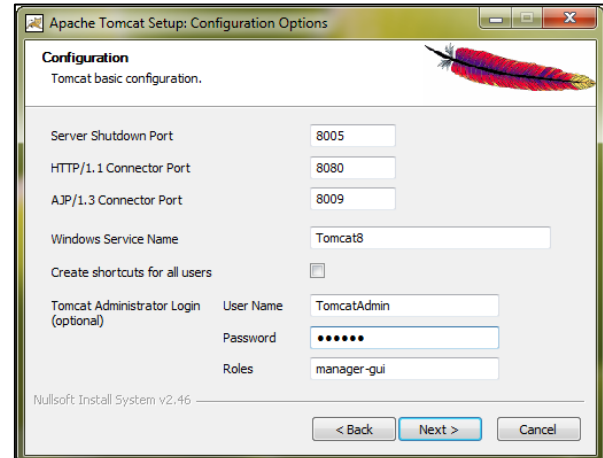 Apache Tomcat Setup: Configuration Options
Configuration
Tomcat basic configuration.
Server Shutdown Port 8005
HTTP/1.1 Connector Port 8080
AJP/1.3 Connector Port 8009
Windows Service Name Tomcat8
Create shortcuts for all users
Tomcat Administrator Login User Name TomcatAdmin
(optional)
Password ●●●●●●
Roles manager-gui
Nullsoft Install System v2.46
< Back Next > Cancel